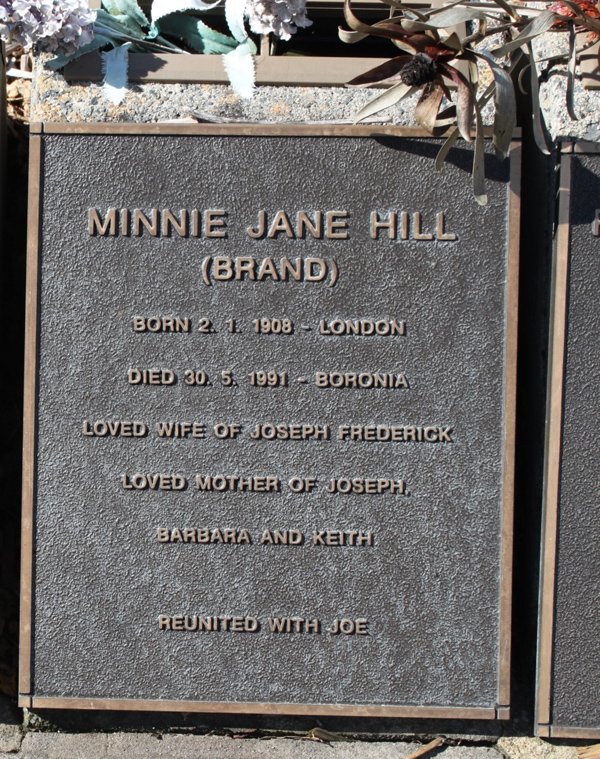 MINNIE JANE HILL
(BRAND)
BORN 2. 1. 1908 - LONDON
DIED 30. 5. 1991 - BORONIA
LOVED WIFE OF JOSEPH FREDERICK
LOVED MOTHER OF JOSEPH,
BARBARA AND KEITH
REUNITED WITH JOE